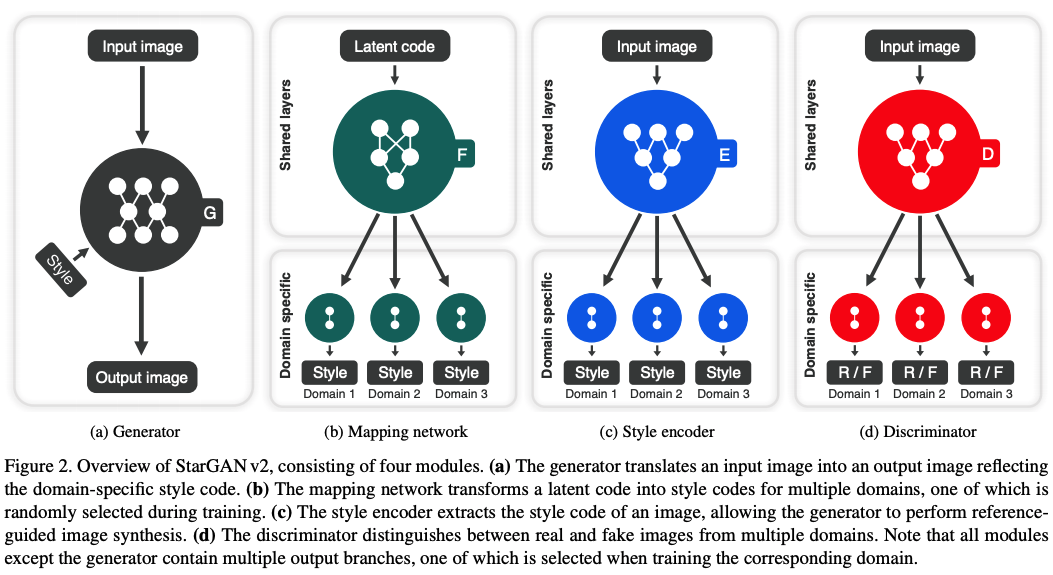 Input image
G
Style
Output image
(a) Generator
Shared layers
Latent code
F
Domain specific
Style
Style
Style
Domain 1
Domain 2
Domain 3
(b) Mapping network
Shared layers
Input image
E
Domain specific
Style
Style
Style
Domain 1
Domain 2
Domain 3
(c) Style encoder
Shared layers
Input image
D
Domain specific
R / F
R / F
R / F
Domain 1
Domain 2
Domain 3
(d) Discriminator
Figure 2. Overview of StarGAN v2, consisting of four modules. (a) The generator translates an input image into an output image reflecting
the domain-specific style code. (b) The mapping network transforms a latent code into style codes for multiple domains, one of which is
randomly selected during training. (c) The style encoder extracts the style code of an image, allowing the generator to perform reference-
guided image synthesis. (d) The discriminator distinguishes between real and fake images from multiple domains. Note that all modules
except the generator contain multiple output branches, one of which is selected when training the corresponding domain.